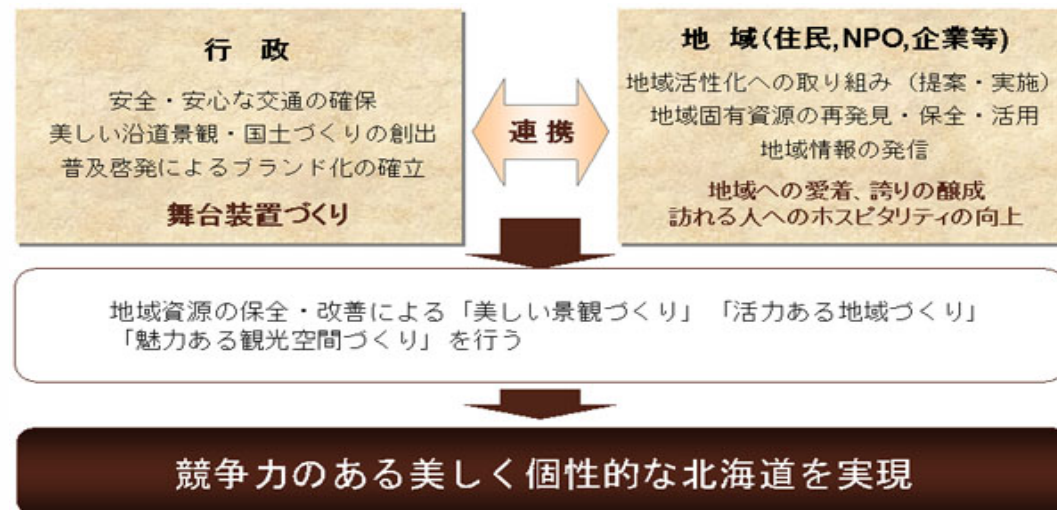 行 政
安全・安心な交通の確保
美しい沿道景観・国土づくりの創出
普及啓発によるブランド化の確立
舞台装置づくり
連 携
地 域(住民,NPO,企業等)
地域活性化への取り組み (提案・実施)
地域固有資源の再発見・保全・活用
地域情報の発信
地域への愛着、誇りの醸成
訪れる人へのホスピタリティの向上
地域資源の保全・改善による「美しい景観づくり」「活力ある地域づくり」
「魅力ある観光空間づくり」を行う
競争力のある美しく個性的な北海道を実現